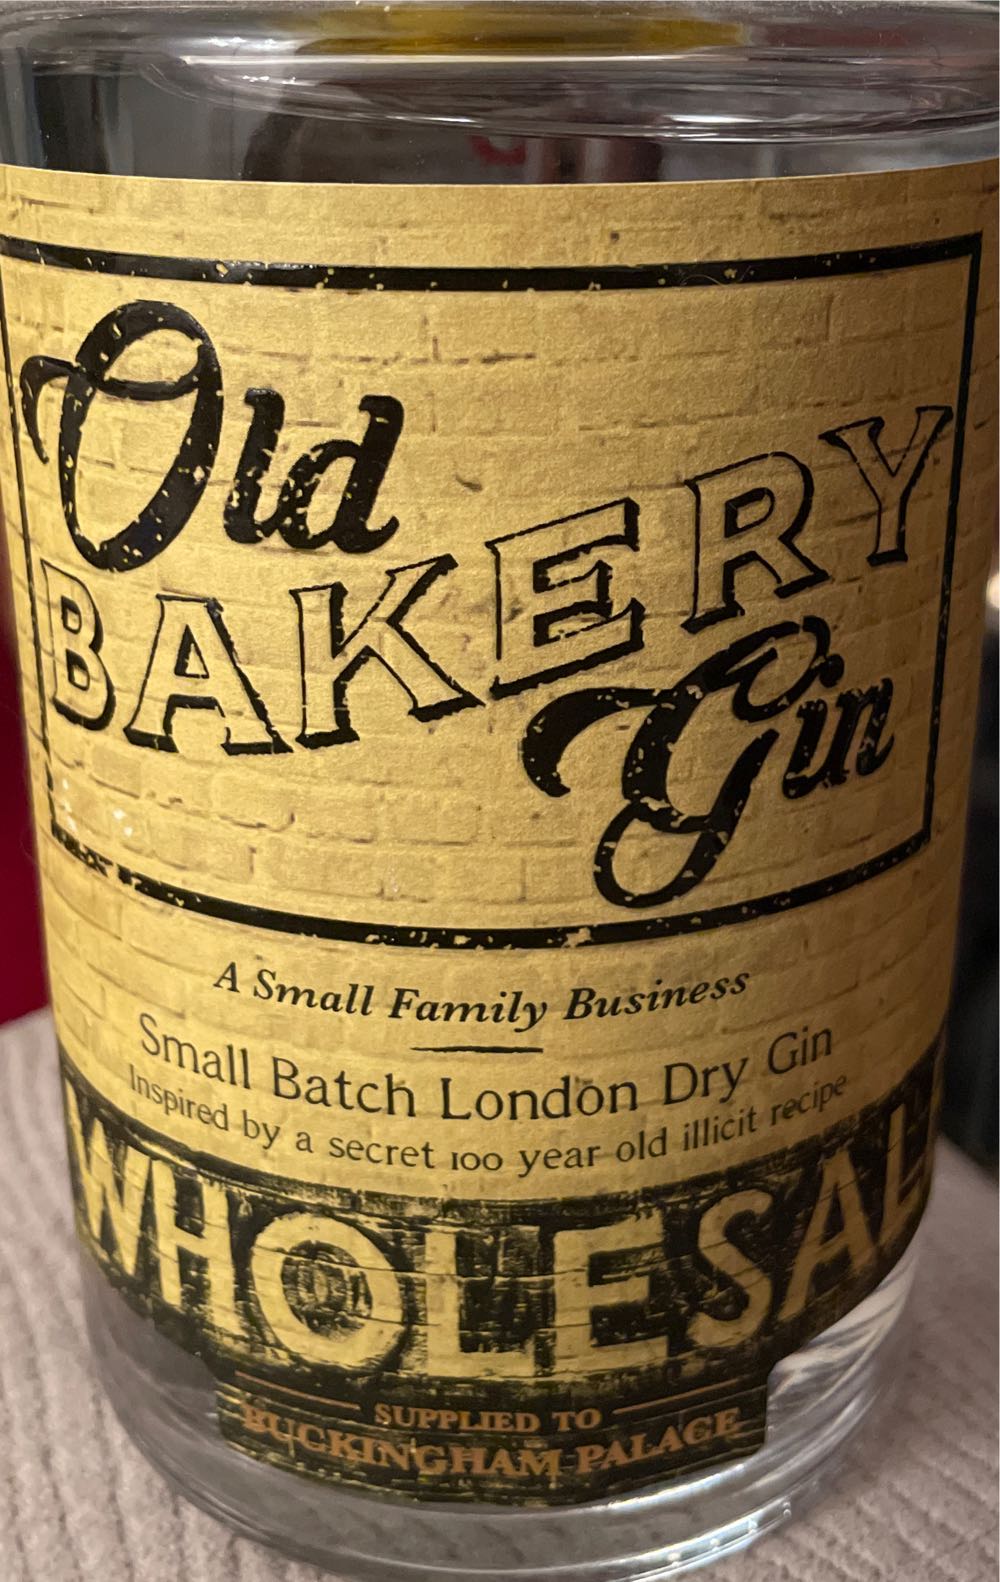 Old
BAKERY
Gin
A Small Family Business
Small Batch London Dry Gin
Inspired by a secret 100 year old illicit recipe
WHOLESAL
SUPPLIED TO
BUCKINGHAM PALACE